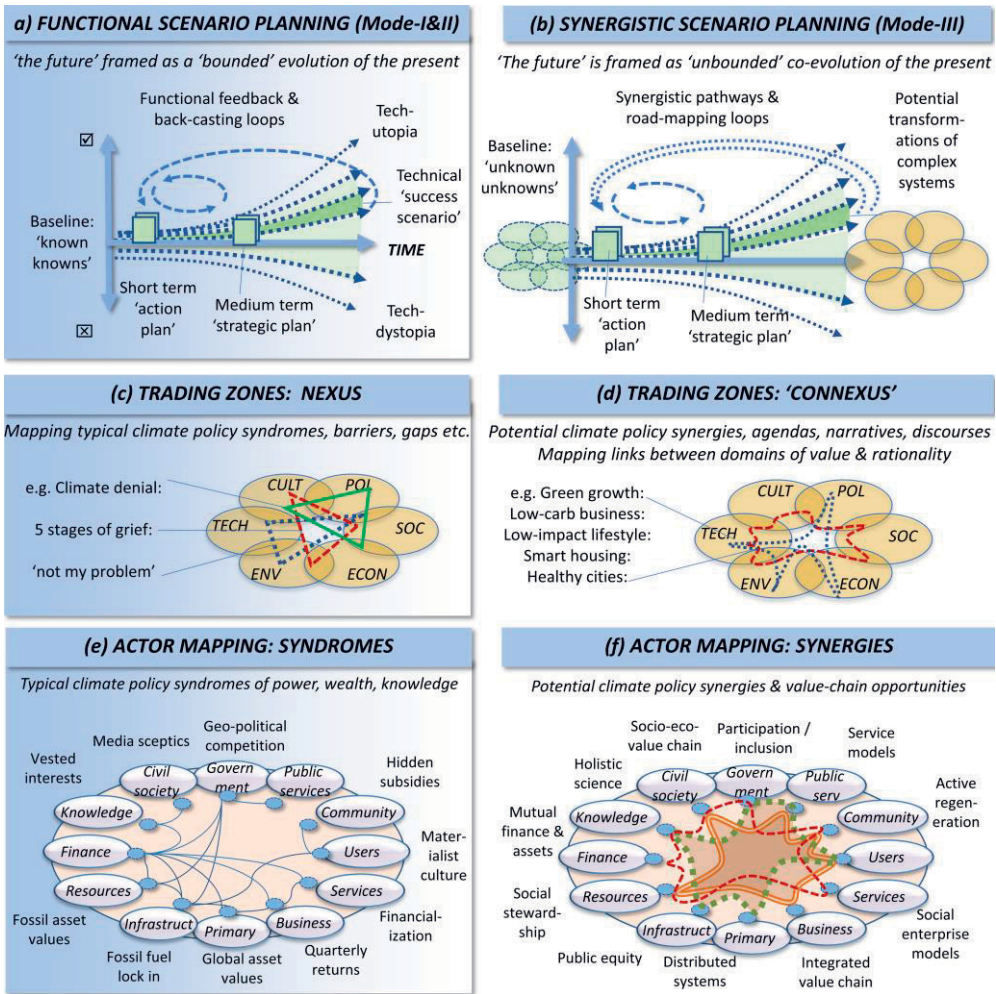 a) FUNCTIONAL SCENARIO PLANNING (Mode-I&II)
'the future' framed as a 'bounded' evolution of the present
Functional feedback &
back-casting loops
Tech-
utopia
Technical
'success
scenario'
Baseline:
'known
knowns'
TIME
Short term
'action
plan'
Medium term
'strategic plan'
Tech-
dystopia
(b) SYNERGISTIC SCENARIO PLANNING (Mode-III)
'The future' is framed as 'unbounded' co-evolution of the present
Synergistic pathways &
road-mapping loops
Potential
transform-
ations of
complex
systems
Baseline:
'unknown
unknowns'
Short term
'action
plan'
Medium term
'strategic plan'
(c) TRADING ZONES: NEXUS
Mapping typical climate policy syndromes, barriers, gaps etc.
e.g. Climate denial:
5 stages of grief:
'not my problem'
CULT
POL
TECH
SOC
ENV
ECON
(d) TRADING ZONES: 'CONNEXUS'
Potential climate policy synergies, agendas, narratives, discourses
Mapping links between domains of value & rationality
e.g. Green growth:
Low-carb business:
Low-impact lifestyle:
Smart housing:
Healthy cities:
CULT
POL
TECH
SOC
ENV
ECON
(e) ACTOR MAPPING: SYNDROMES
Typical climate policy syndromes of power, wealth, knowledge
Geo-political
competition
Media sceptics
Vested
interests
Hidden
subsidies
Civil
society
Govern
ment
Public
services
Knowledge
Community
Finance
Users
Mater-
ialist
culture
Resources
Services
Infrastruct
Primary
Business
Fossil asset
values
Financial-
ization
Fossil fuel
lock in
Global asset
values
Quarterly
returns
(f) ACTOR MAPPING: SYNERGIES
Potential climate policy synergies & value-chain opportunities
Socio-eco-
value chain
Participation /
inclusion
Service
models
Holistic
science
Active
regen-
eration
Civil
society
Govern
ment
Public
serv
Knowledge
Community
Mutual
finance &
assets
Finance
Users
Resources
Services
Social
steward-
ship
Infrastruct
Primary
Business
Social
enterprise
models
Public equity
Distributed
systems
Integrated
value chain